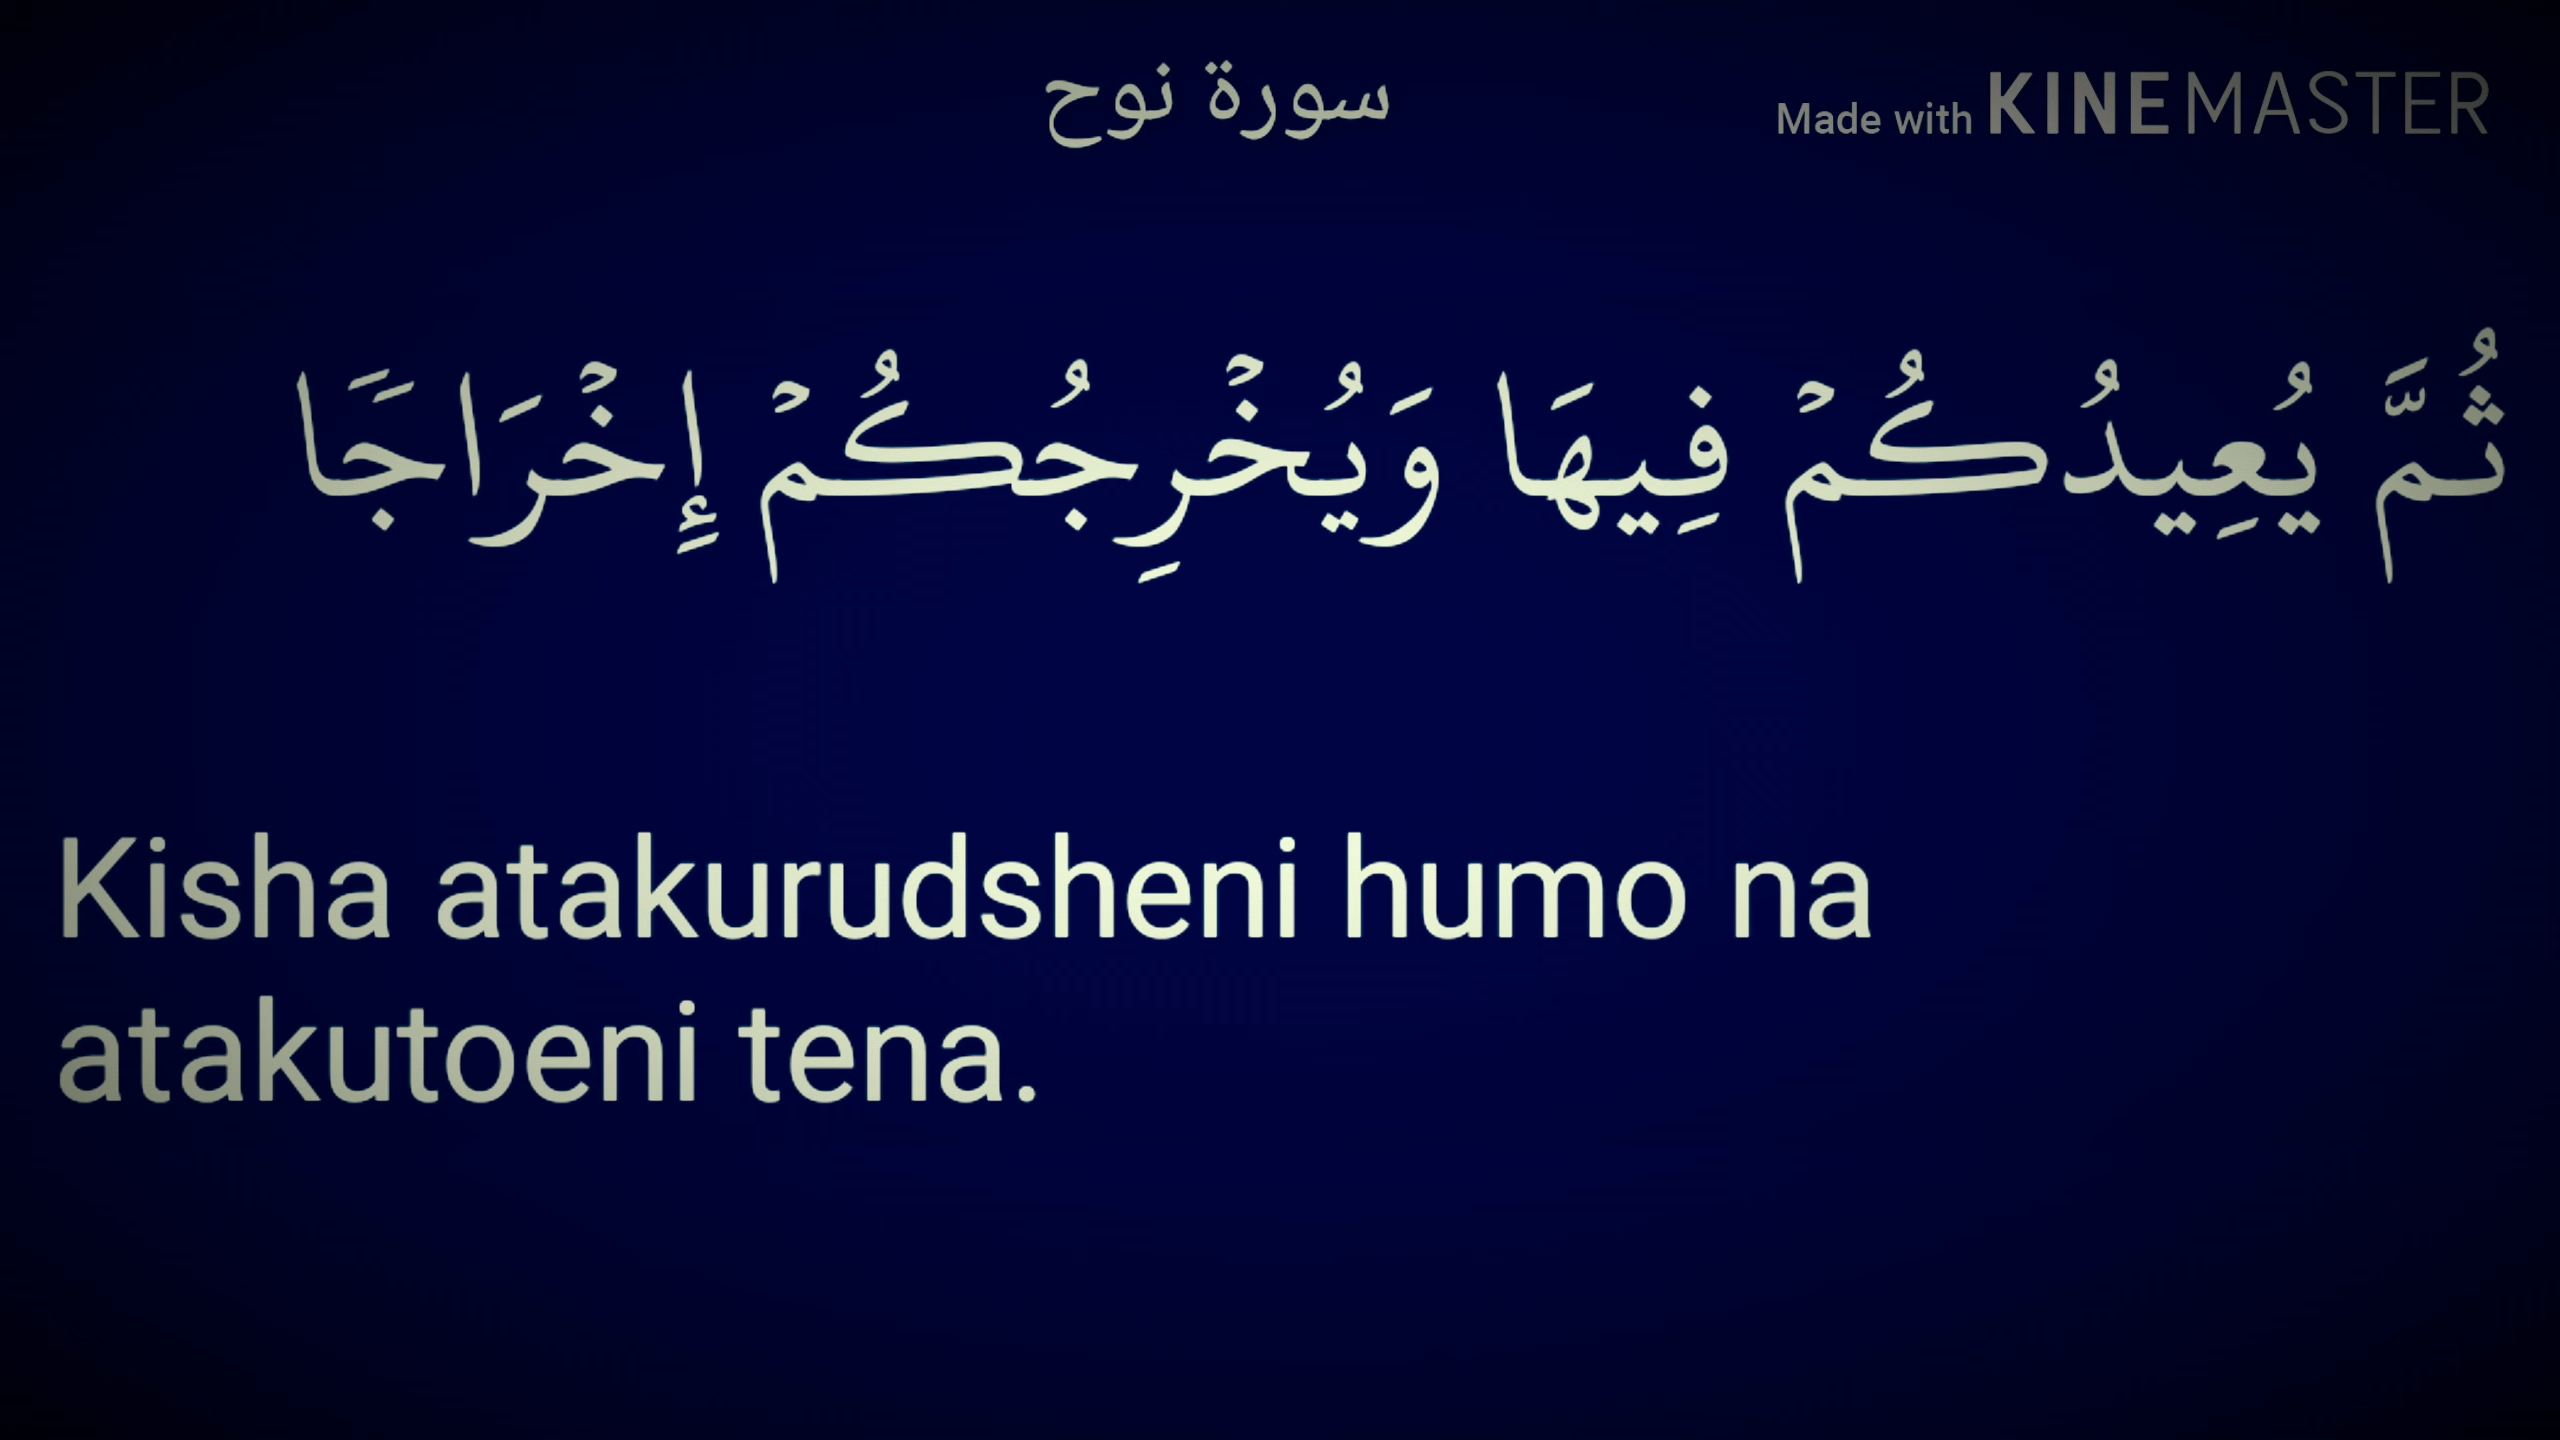 سورة نوح
Made with KINEMASTER
ثُمَّ يُعِيدُكُمْ فِيهَا وَيُخْرِجُكُمْ إِخْرَاجًا
Kisha atakurudsheni humo na
atakutoeni tena.